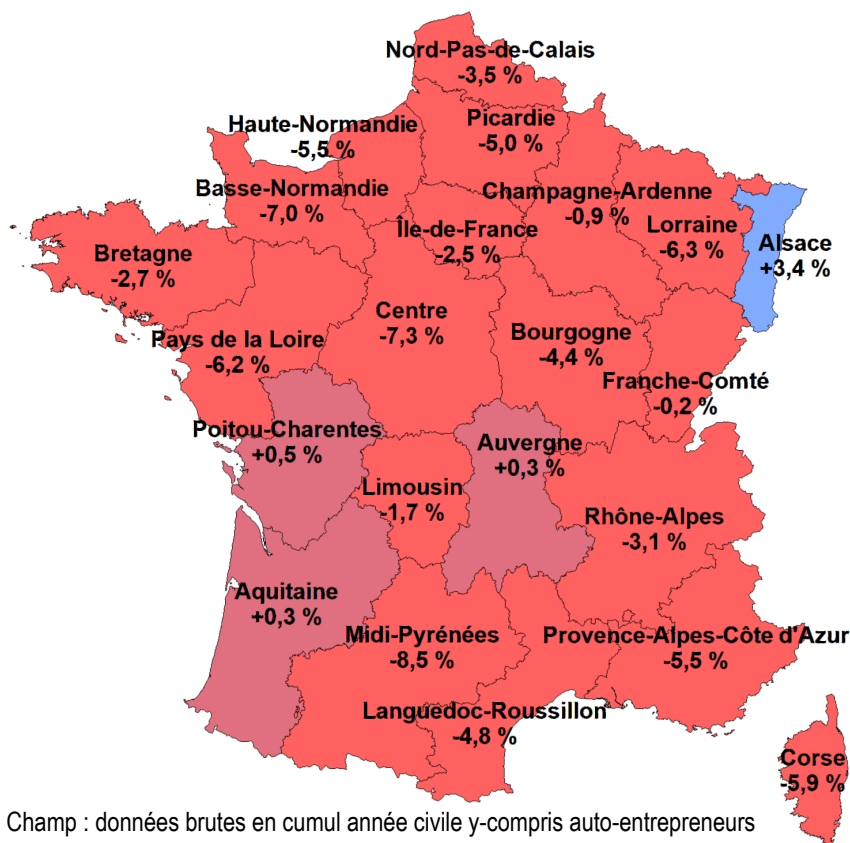 Nord-Pas-de-Calais
-3,5 %
Picardie
-5,0 %
Haute-Normandie
-5,5 %
Basse-Normandie
-7,0 %
Champagne-Ardenne
-0,9 %
Île-de-France
-2,5 %
Lorraine
-6,3 %
Alsace
+3,4 %
Bretagne
-2,7 %
Centre
-7,3 %
Pays de la Loire
-6,2 %
Bourgogne
-4,4 %
Franche-Comté
-0,2 %
Poitou-Charentes
+0,5 %
Auvergne
+0,3 %
Limousin
-1,7 %
Rhône-Alpes
-3,1 %
Aquitaine
+0,3 %
Midi-Pyrénées
-8,5 %
Provence-Alpes-Côte d'Azur
-5,5 %
Languedoc-Roussillon
-4,8 %
Corse
-5,9 %
Champ : données brutes en cumul année civile y-compris auto-entrepreneurs